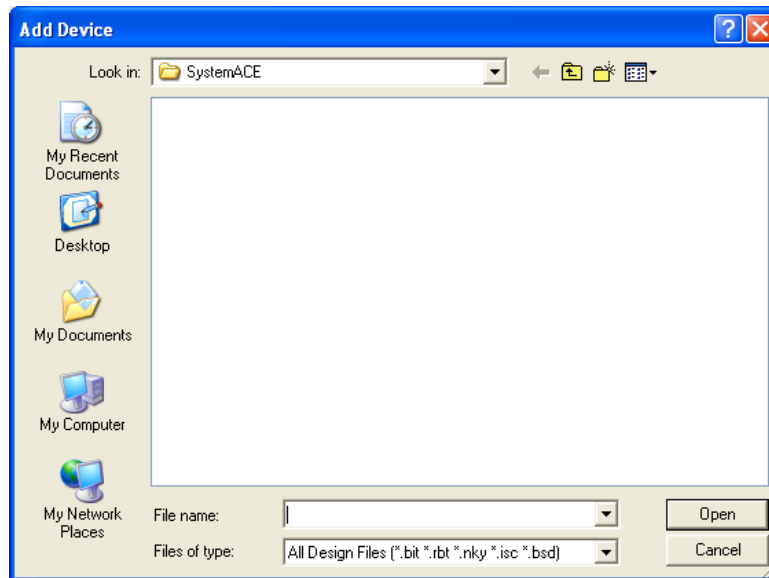 Add Device
Look in:
SystemACE
My Recent
Documents
Desktop
My Documents
My Computer
My Network
Places
File name:
Open
Files of type:
All Design Files (*.bit *.rbt *.nky *.isc *.bsd)
Cancel